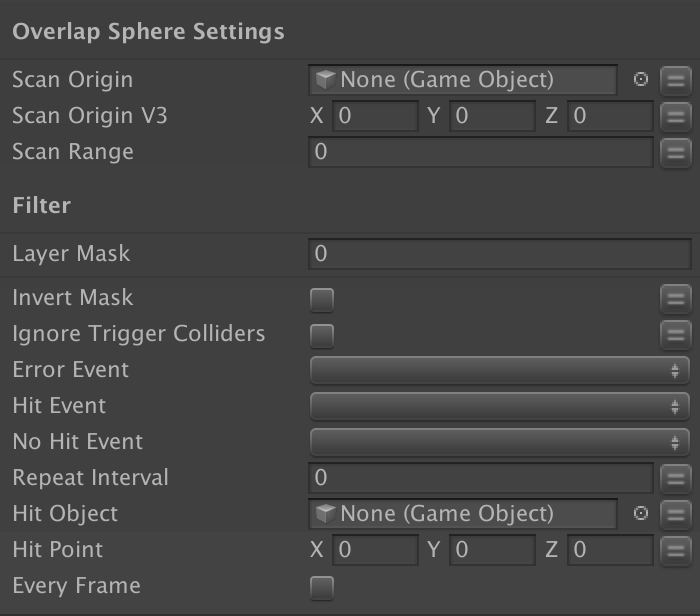 Overlap Sphere Settings
Scan Origin None (Game Object)
Scan Origin V3 X 0 Y 0 Z 0
Scan Range 0
Filter
Layer Mask 0
Invert Mask
Ignore Trigger Colliders
Error Event
Hit Event
No Hit Event
Repeat Interval 0
Hit Object None (Game Object)
Hit Point X 0 Y 0 Z 0
Every Frame